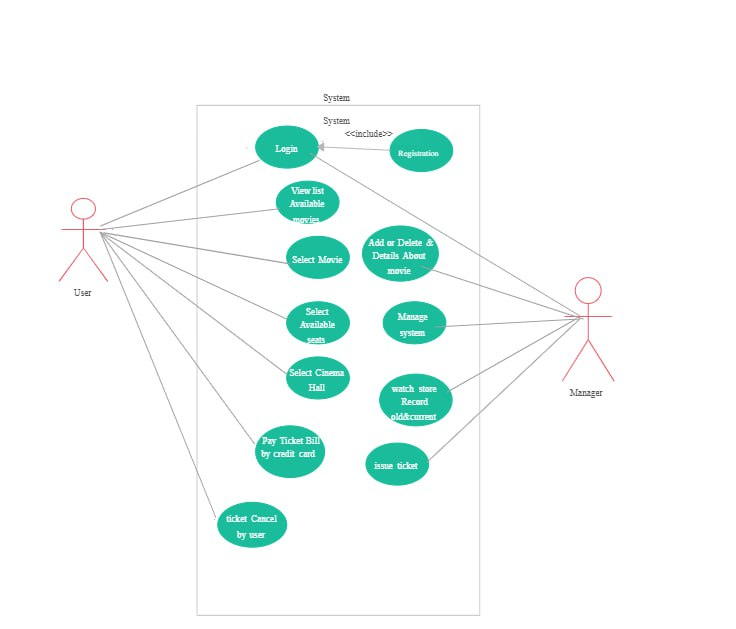 System
System
<<include>>
Login
Registration
View list
Available
movies
Select Movie
Add or Delete &
Details About
movie
Select
Available
seats
Manage
system
Select Cinema
Hall
watch store
Record
old&current
Pay Ticket Bill
by credit card
issue ticket
ticket Cancel
by user
User
Manager